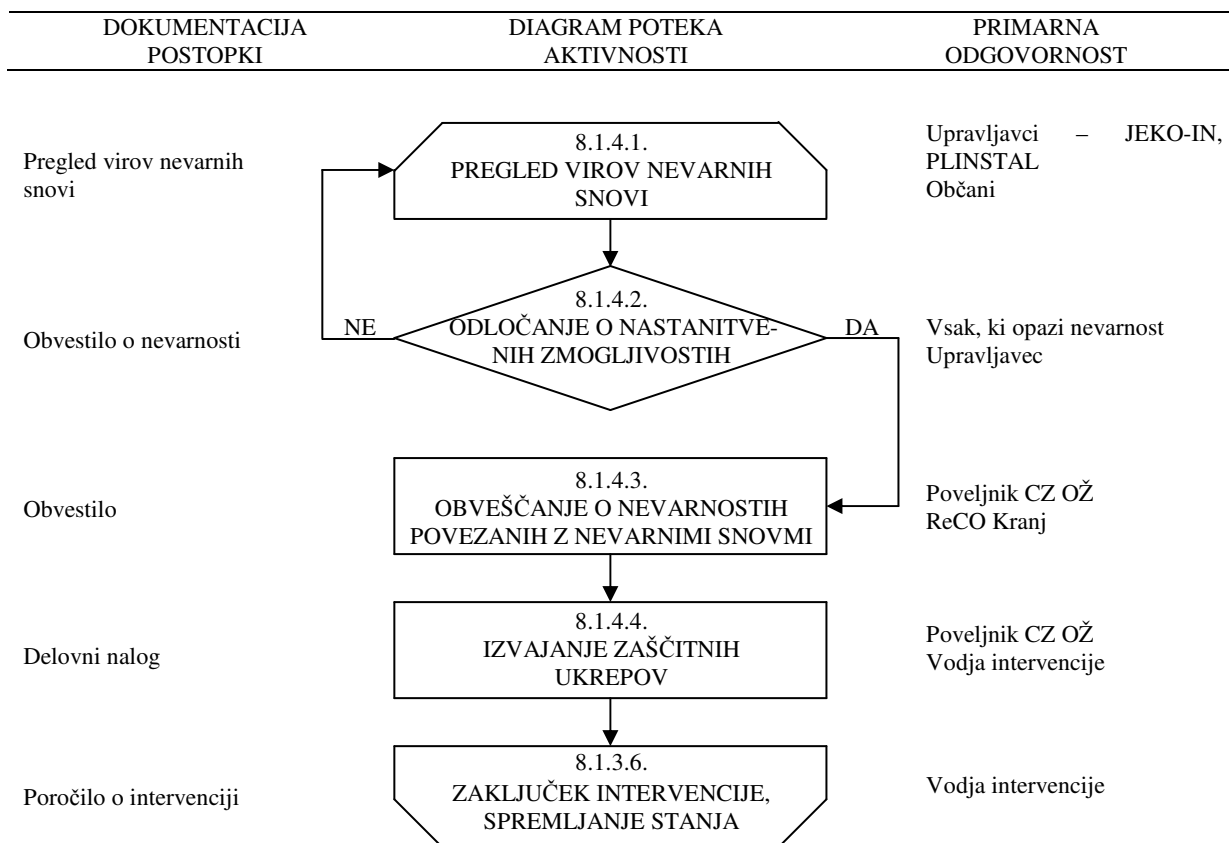 DOKUMENTACIJA
POSTOPKI
DIAGRAM POTEKA
AKTIVNOSTI
PRIMARNA
ODGOVORNOST
Pregled virov nevarnih
snovi
8.1.4.1.
PREGLED VIROV NEVARNIH
SNOVI
Upravljavci – JEKO-IN,
PLINSTAL
Občani
Obvestilo o nevarnosti
NE
8.1.4.2.
ODLOČANJE O NASTANITVE-
NIH ZMOGLJIVOSTIH
DA
Vsak, ki opazi nevarnost
Upravljavec
Obvestilo
8.1.4.3.
OBVEŠČANJE O NEVARNOSTIH
POVEZANIH Z NEVARNIMI SNOVMI
Poveljnik CZ OŽ
ReCO Kranj
Delovni nalog
8.1.4.4.
IZVAJANJE ZAŠČITNIH
UKREPOV
Poveljnik CZ OŽ
Vodja intervencije
Poročilo o intervenciji
8.1.3.6.
ZAKLJUČEK INTERVENCIJE,
SPREMLJANJE STANJA
Vodja intervencije